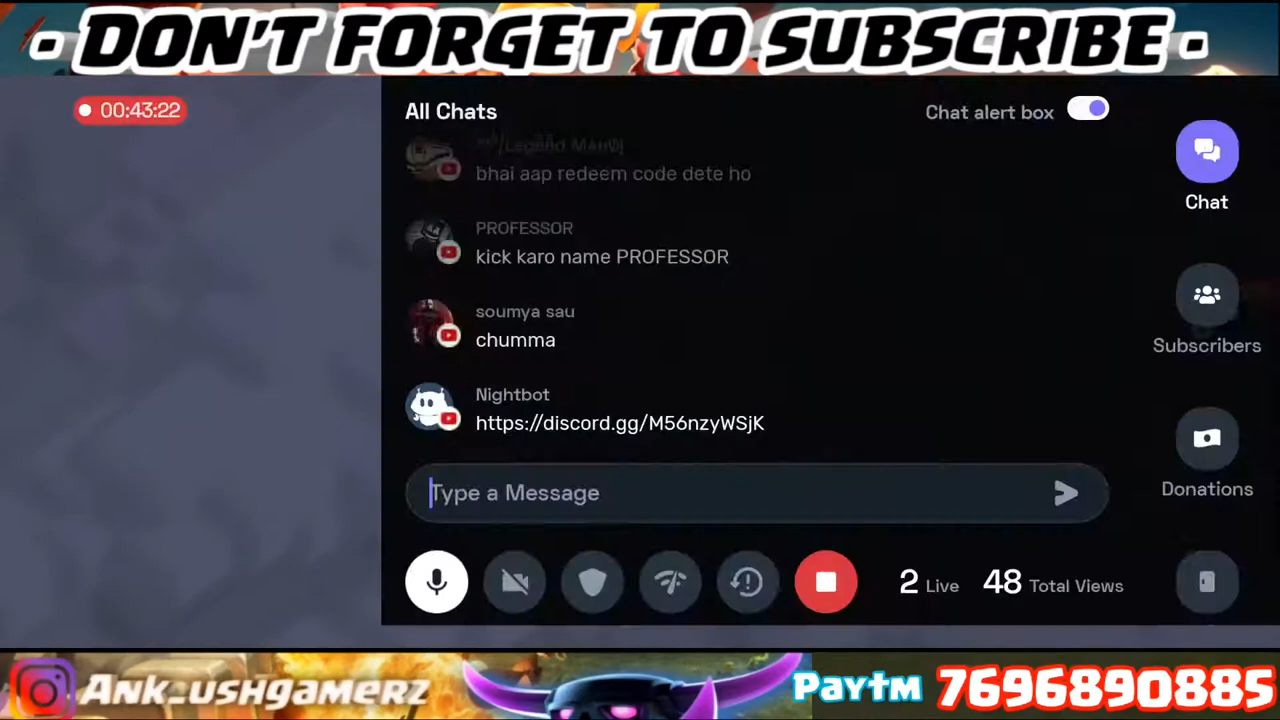 - DON'T FORGET TO SUBSCRIBE -
00:43:22
All Chats
Chat alert box
bhai aap redeem code dete ho
PROFESSOR
kick karo name PROFESSOR
soumya sau
chumma
Nightbot
https://discord.gg/M56nzyWSjK
Type a Message
2 Live
48 Total Views
Chat
Subscribers
Donations
Ank_ushgamerz
Paytm 7696890885